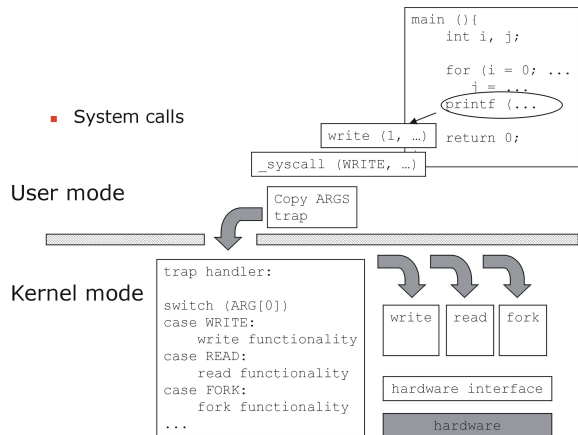 main (){
int i, j;
for (i = 0; ...
j = ...
printf (...
return 0;
▪ System calls
write (1, …)
_syscall (WRITE, …)
User mode
Copy ARGS
trap
Kernel mode
trap handler:
switch (ARG[0])
case WRITE:
write functionality
case READ:
read functionality
case FORK:
fork functionality
...
write
read
fork
hardware interface
hardware